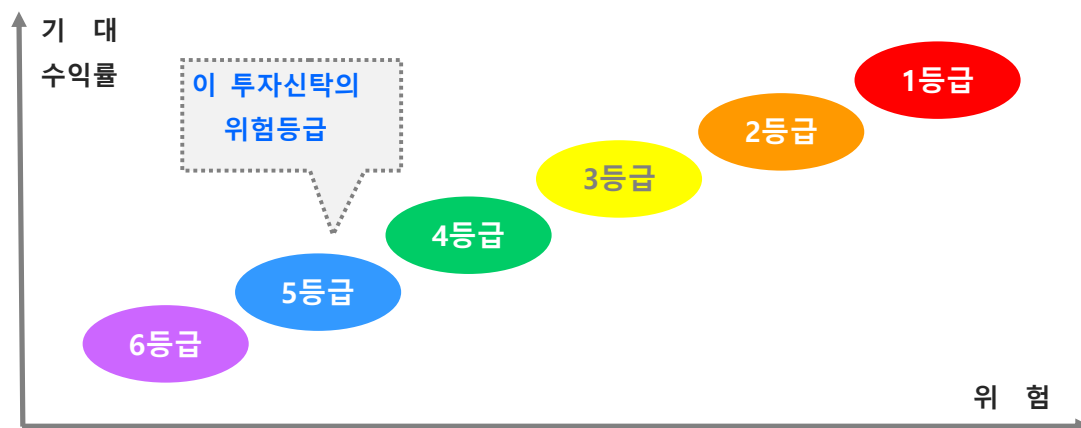 기 대
수익률
이 투자신탁의
위험등급
1등급
2등급
3등급
4등급
5등급
6등급
위 험